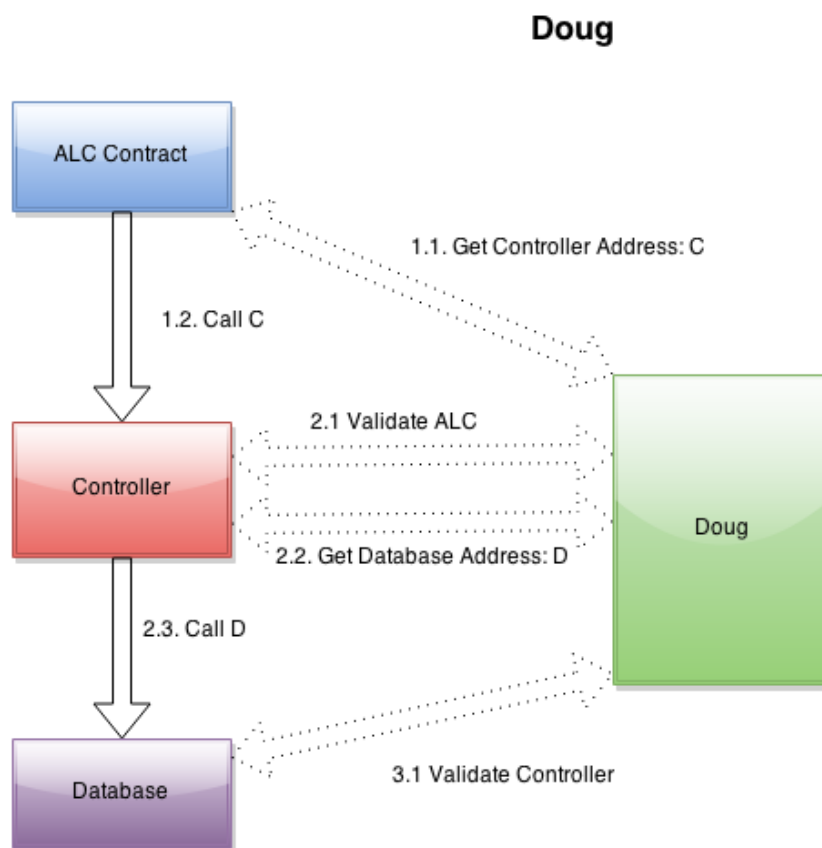 Doug
ALC Contract
1.1. Get Controller Address: C
1.2. Call C
2.1 Validate ALC
Controller
Doug
2.2. Get Database Address: D
2.3. Call D
3.1 Validate Controller
Database